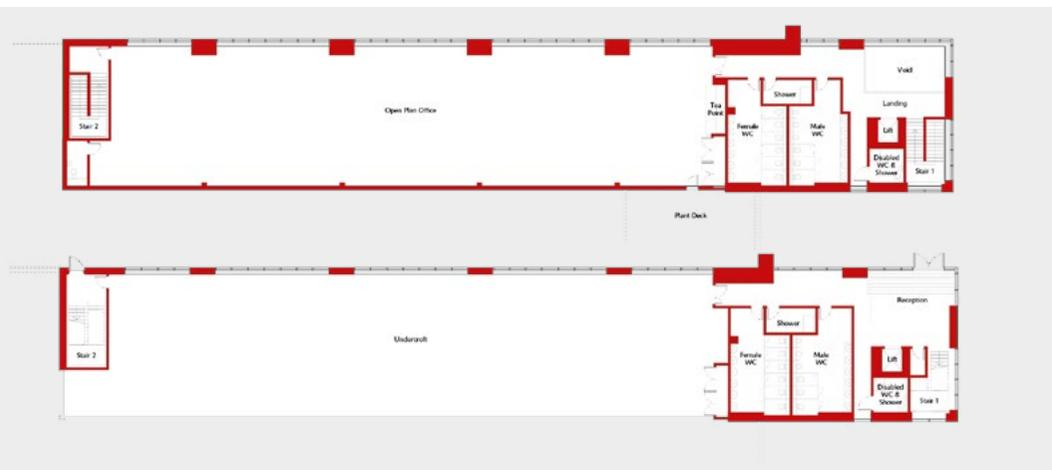 Void
Shower
Landing
Open Plan Office
Tea
Point
Stair 2
Female
WC
Male
WC
Lift
Disabled
WC &
Shower
Stair 1
Plant Deck
Reception
Shower
Undercroft
Stair 2
Female
WC
Male
WC
Lift
Disabled
WC &
Shower
Stair 1